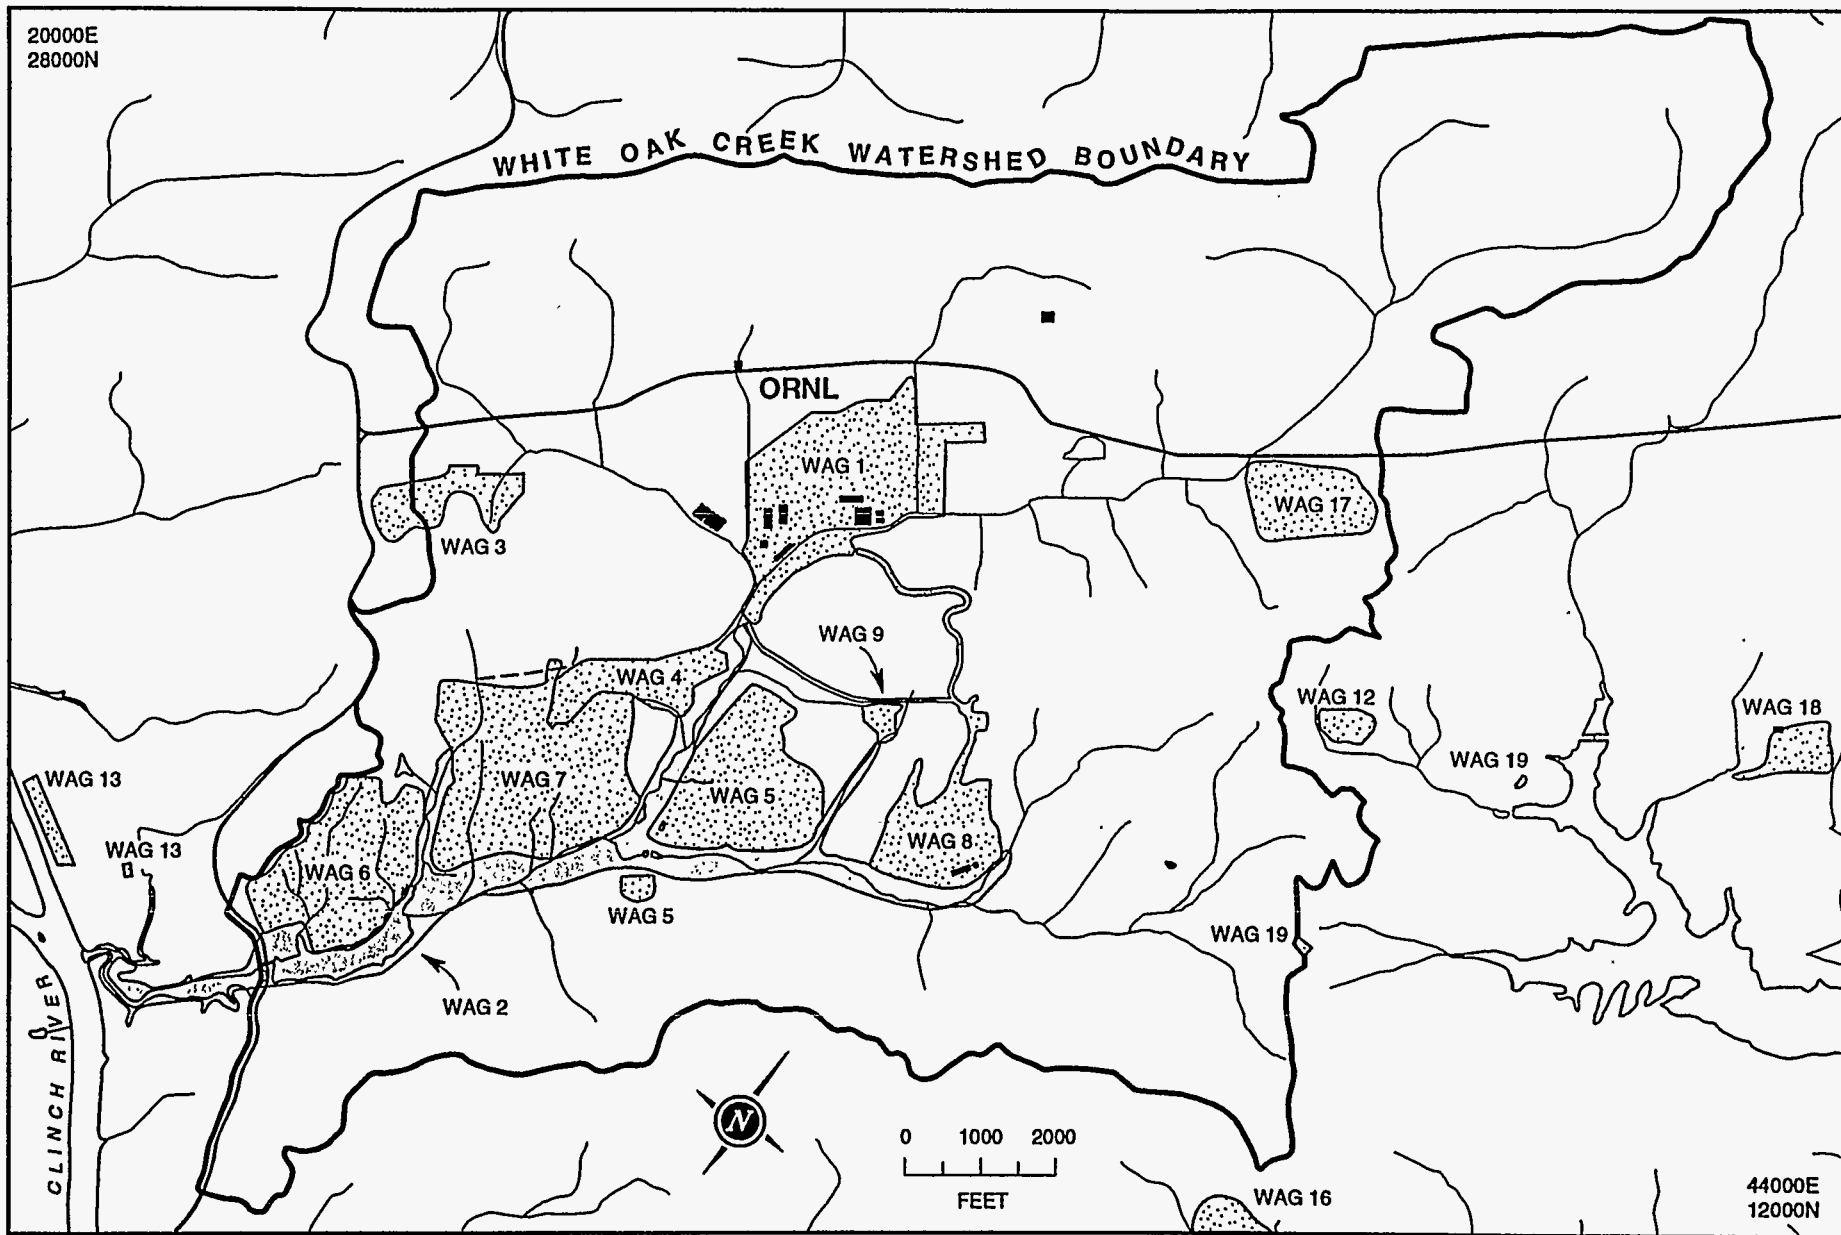 20000E
28000N
WHITE OAK CREEK WATERSHED BOUNDARY
ORNL
WAG 1
WAG 17
WAG 3
WAG 9
WAG 4
WAG 12
WAG 18
WAG 19
WAG 13
WAG 7
WAG 5
WAG 8
WAG 13
WAG 6
WAG 5
WAG 19
WAG 2
CLINCH RIVER
N
0 1000 2000
FEET
WAG 16
44000E
12000N